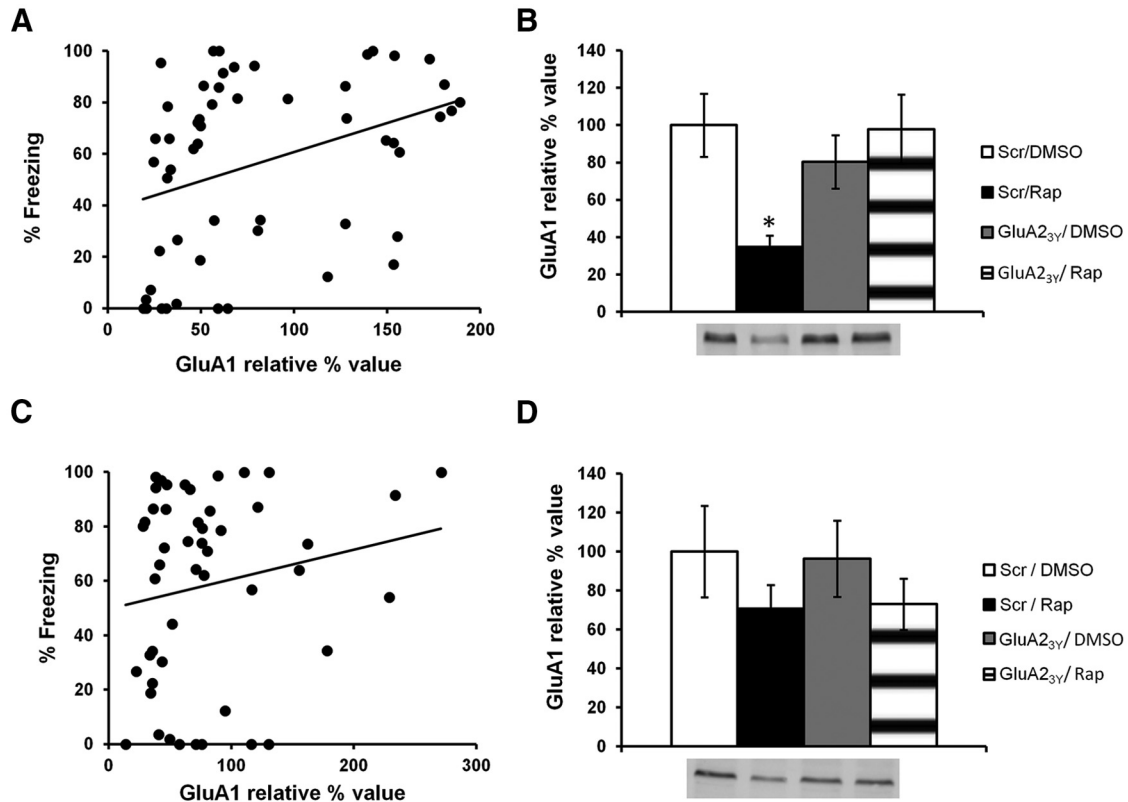 A
% Freezing
100
80
60
40
20
0
0 50 100 150 200
GluA1 relative % value
B
GluA1 relative % value
140
120
100
80
60
40
20
0
*
Scr/DMSO
Scr/Rap
GluA2₃Y/ DMSO
GluA2₃Y/ Rap
C
% Freezing
100
80
60
40
20
0
0 100 200 300
GluA1 relative % value
D
GluA1 relative % value
140
120
100
80
60
40
20
0
Scr / DMSO
Scr / Rap
GluA2₃Y/ DMSO
GluA2₃Y/ Rap